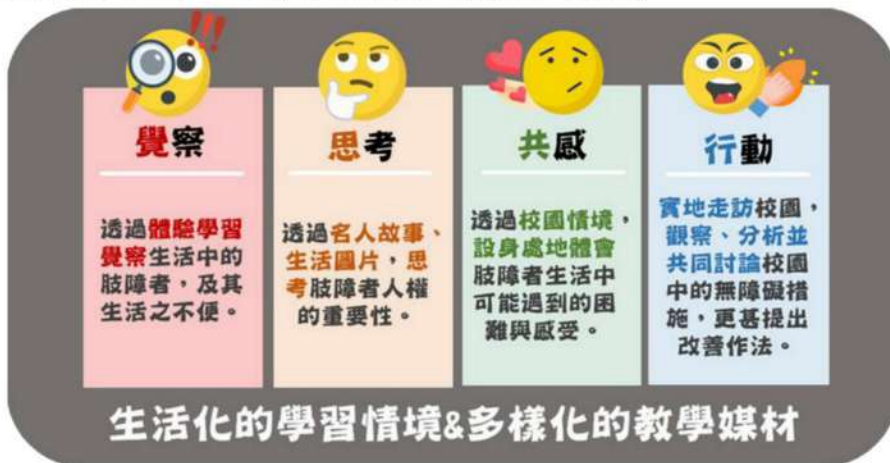 覺察
透過體驗學習
覺察生活中的
肢障者，及其
生活之不便。
思考
透過名人故事、
生活圖片，思
考肢障者人權
的重要性。
共感
透過校園情境，
設身處地體會
肢障者生活中
可能遇到的困
難與感受。
行動
實地走訪校園，
觀察、分析並
共同討論校園
中的無障礙措
施，更甚提出
改善作法。
生活化的學習情境&多樣化的教學媒材